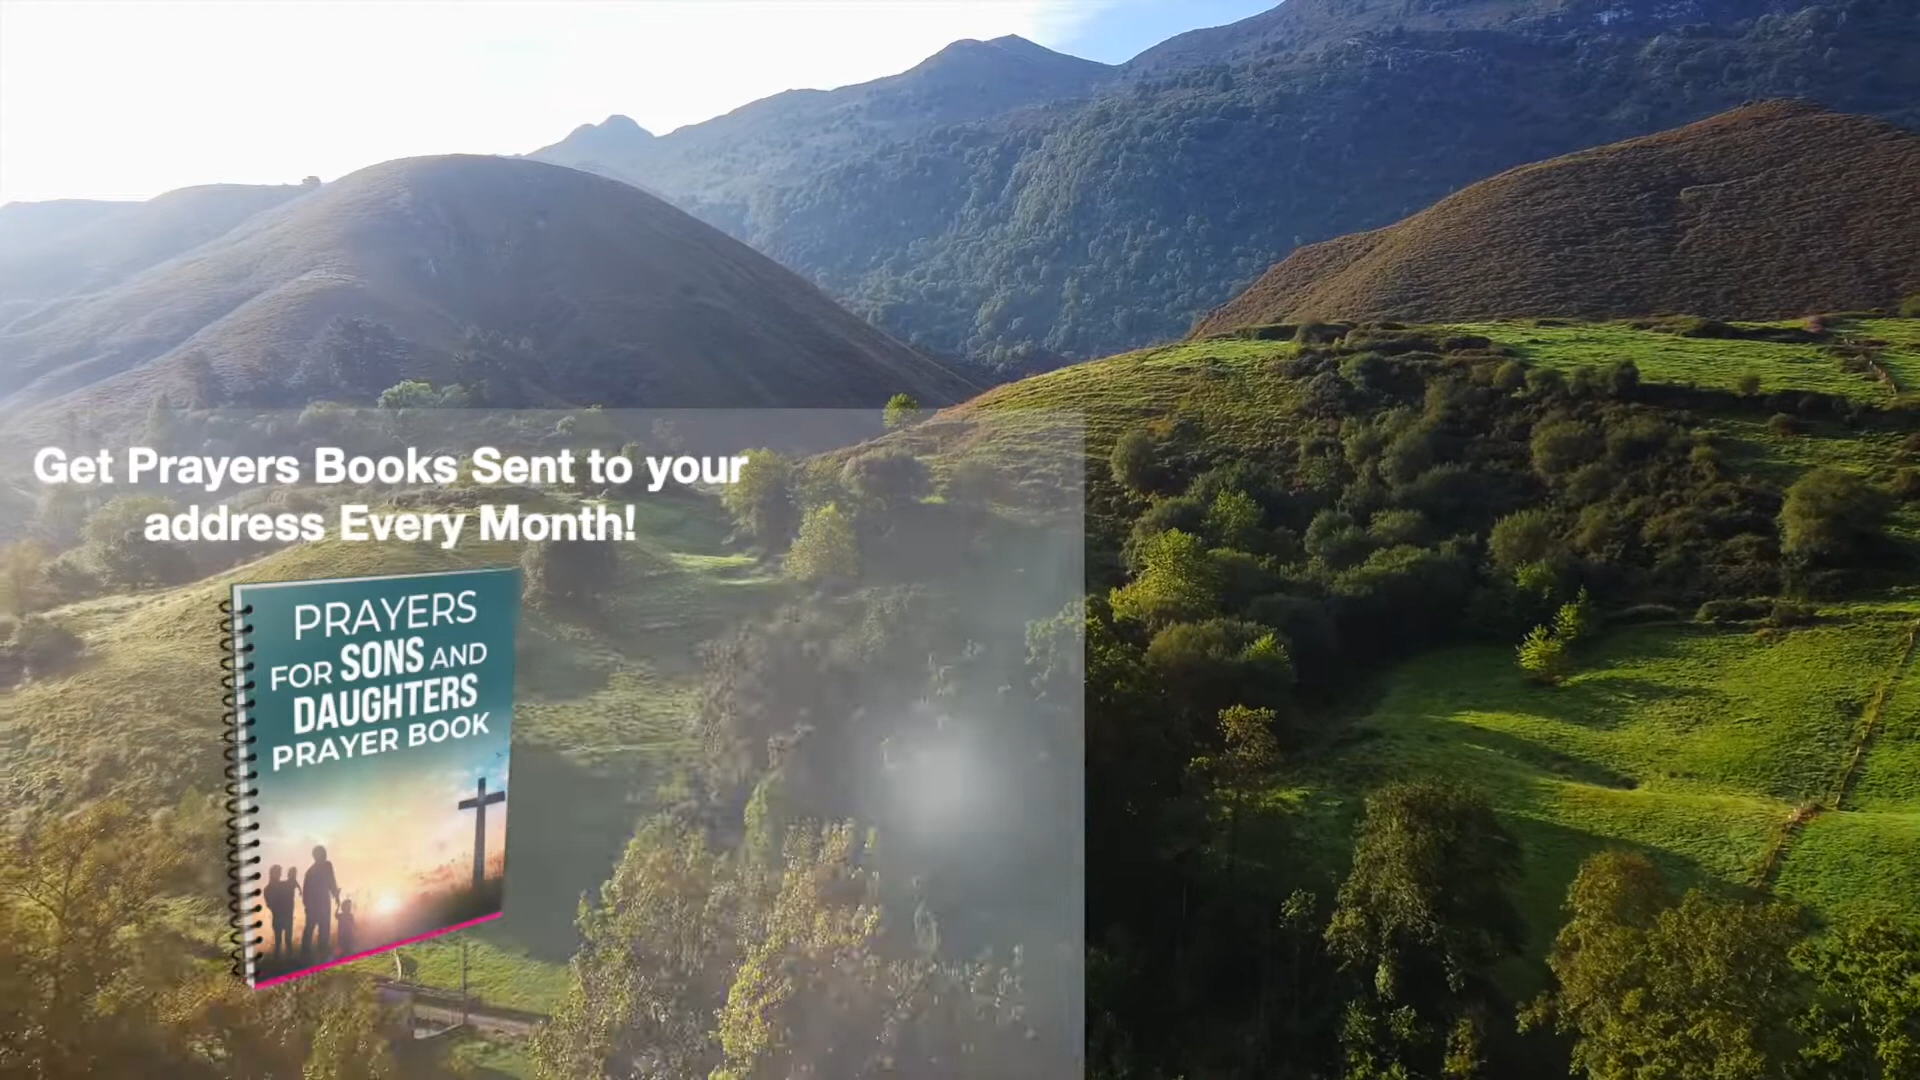 Get Prayers Books Sent to your
address Every Month!
PRAYERS
FOR SONS AND
DAUGHTERS
PRAYER BOOK